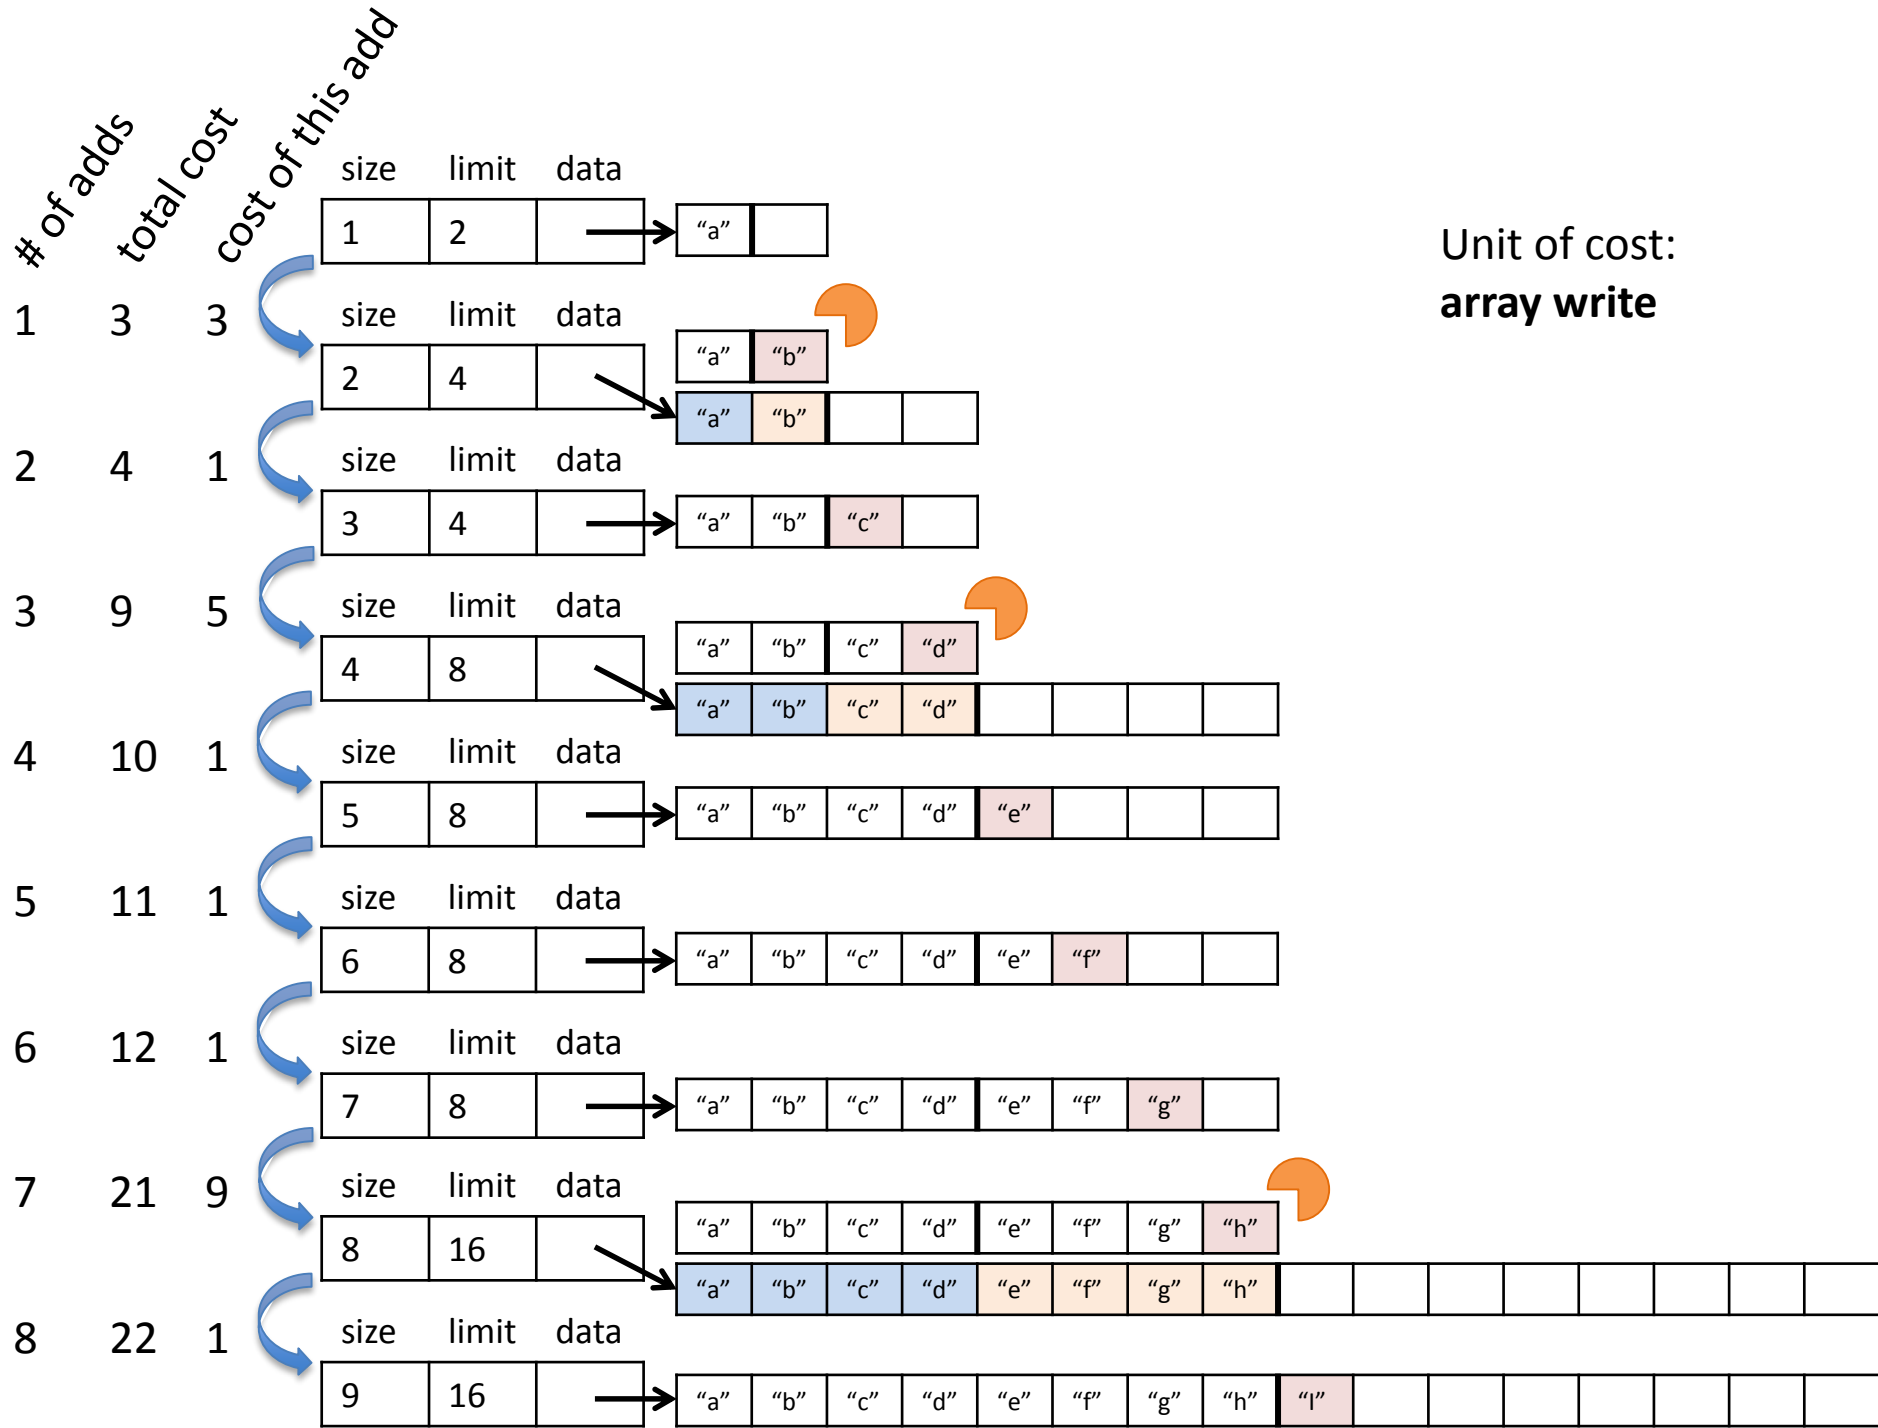 # of adds
total cost
cost of this add
size limit data
1 2
“a”
Unit of cost:
array write
1 3 3
size limit data
2 4
“a” “b”
“a” “b”
2 4 1
size limit data
3 4
“a” “b” “c”
3 9 5
size limit data
4 8
“a” “b” “c” “d”
“a” “b” “c” “d”
4 10 1
size limit data
5 8
“a” “b” “c” “d” “e”
5 11 1
size limit data
6 8
“a” “b” “c” “d” “e” “f”
6 12 1
size limit data
7 8
“a” “b” “c” “d” “e” “f” “g”
7 21 9
size limit data
8 16
“a” “b” “c” “d” “e” “f” “g” “h”
“a” “b” “c” “d” “e” “f” “g” “h”
8 22 1
size limit data
9 16
“a” “b” “c” “d” “e” “f” “g” “h” “I”